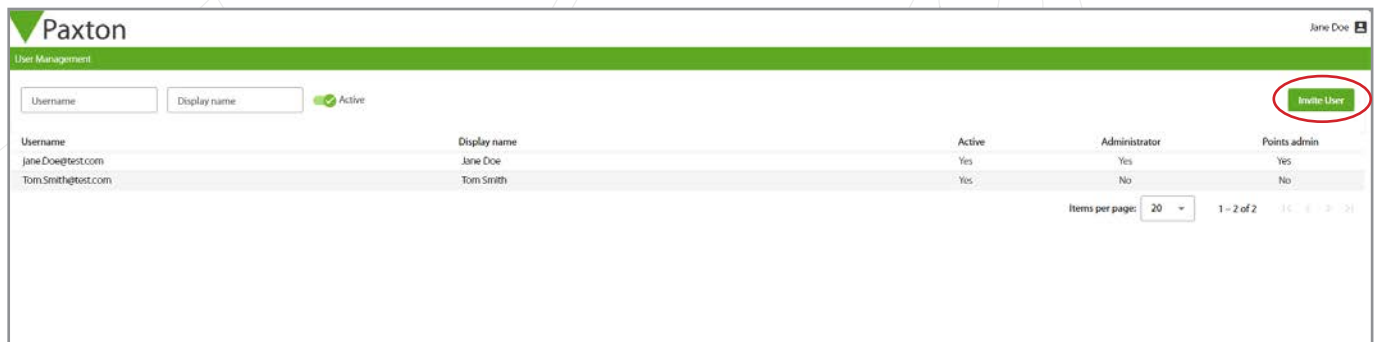 Paxton
Jane Doe
User Management
Username Display name Active Invite User
Username Display name Active Administrator Points admin
jane.Doe@test.com Jane Doe Yes Yes Yes
Tom.Smith@test.com Tom Smith Yes No No
Items per page: 20 1 – 2 of 2